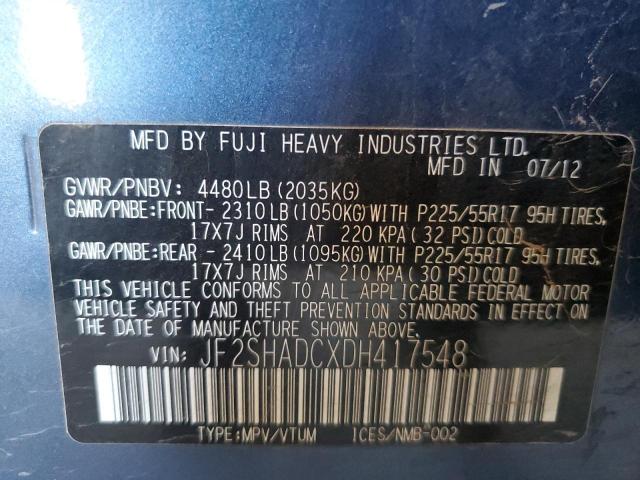 MFD BY FUJI HEAVY INDUSTRIES LTD.
MFD IN 07/12
GVWR/PNBV: 4480LB (2035KG)
GAWR/PNBE:FRONT- 2310LB(1050KG)WITH P225/55R17 95H TIRES,
17X7J RIMS AT 220 KPA (32 PSI)COLD
GAWR/PNBE:REAR - 2410LB(1095KG)WITH P225/55R17 95H TIRES,
17X7J RIMS AT 210 KPA (30 PSI)COLD
THIS VEHICLE CONFORMS TO ALL APPLICABLE FEDERAL MOTOR
VEHICLE SAFETY AND THEFT PREVENTION STANDARDS IN EFFECT ON
THE DATE OF MANUFACTURE SHOWN ABOVE.
VIN: JF2SHADCXDH417548
TYPE:MPV/VTUM ICES/NMB-002